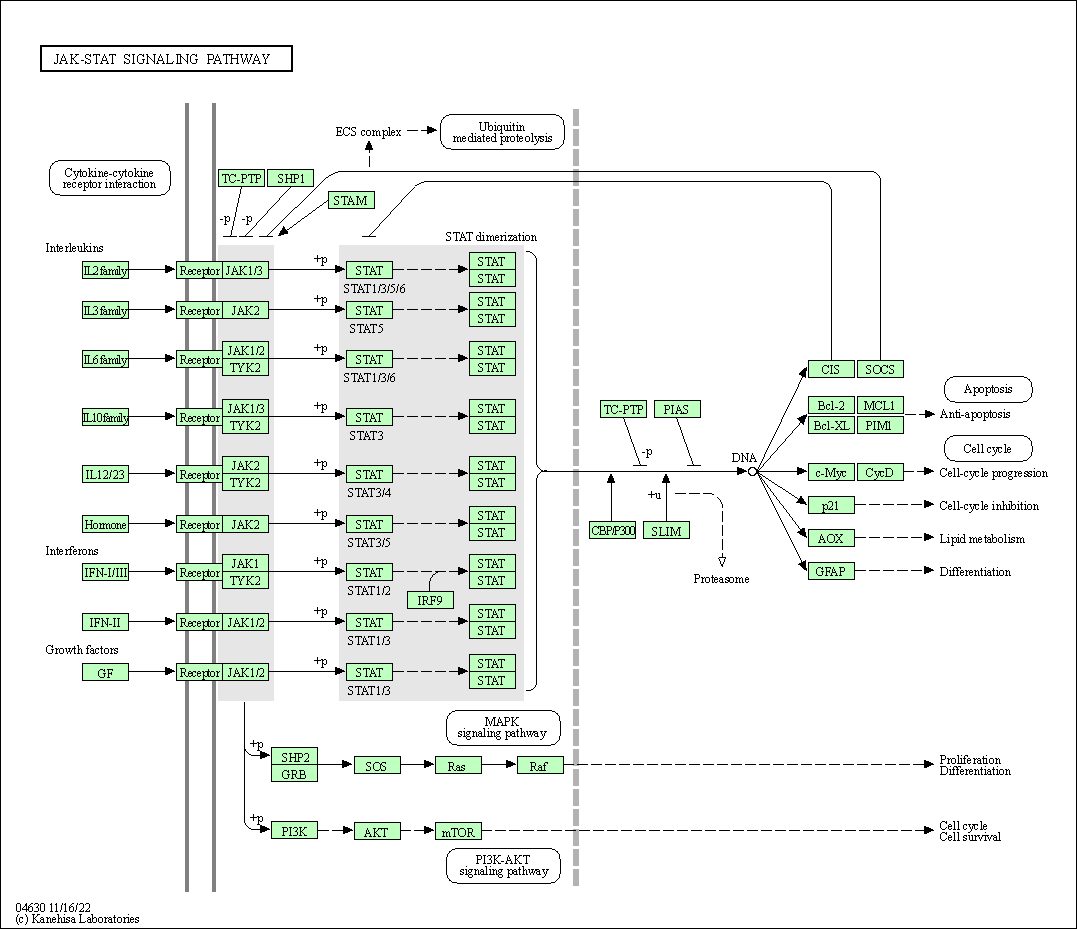 JAK-STAT SIGNALING PATHWAY
ECS complex
Ubiquitin
mediated proteolysis
Cytokine-cytokine
receptor interaction
TC-PTP
SHP1
STAM
-p
-p
STAT dimerization
Interleukins
IL2 family
Receptor
JAK1/3
+p
STAT
STAT1/3/5/6
STAT
STAT
IL3 family
Receptor
JAK2
+p
STAT
STAT5
STAT
STAT
IL6 family
Receptor
JAK1/2
TYK2
+p
STAT
STAT1/3/6
STAT
STAT
CIS
SOCS
Apoptosis
IL10 family
Receptor
JAK1/3
TYK2
+p
STAT
STAT3
STAT
STAT
TC-PTP
PIAS
Bcl-2
MCL1
Bcl-XL
PIM1
Anti-apoptosis
Cell cycle
IL12/23
Receptor
JAK2
TYK2
+p
STAT
STAT3/4
STAT
STAT
-p
DNA
c-Myc
CycD
Cell-cycle progression
+u
p21
Cell-cycle inhibition
Hormone
Receptor
JAK2
+p
STAT
STAT3/5
STAT
STAT
CBP/P300
SLIM
AOX
Lipid metabolism
Interferons
IFN-I/III
Receptor
JAK1
TYK2
+p
STAT
STAT1/2
IRF9
STAT
STAT
Proteasome
GFAP
Differentiation
IFN-II
Receptor
JAK1/2
+p
STAT
STAT1/3
STAT
STAT
Growth factors
GF
Receptor
JAK1/2
+p
STAT
STAT1/3
STAT
STAT
MAPK
signaling pathway
+p
SHP2
GRB
SOS
Ras
Raf
Proliferation
Differentiation
+p
PI3K
AKT
mTOR
Cell cycle
Cell survival
PI3K-AKT
signaling pathway
04630 11/16/22
(c) Kanehisa Laboratories